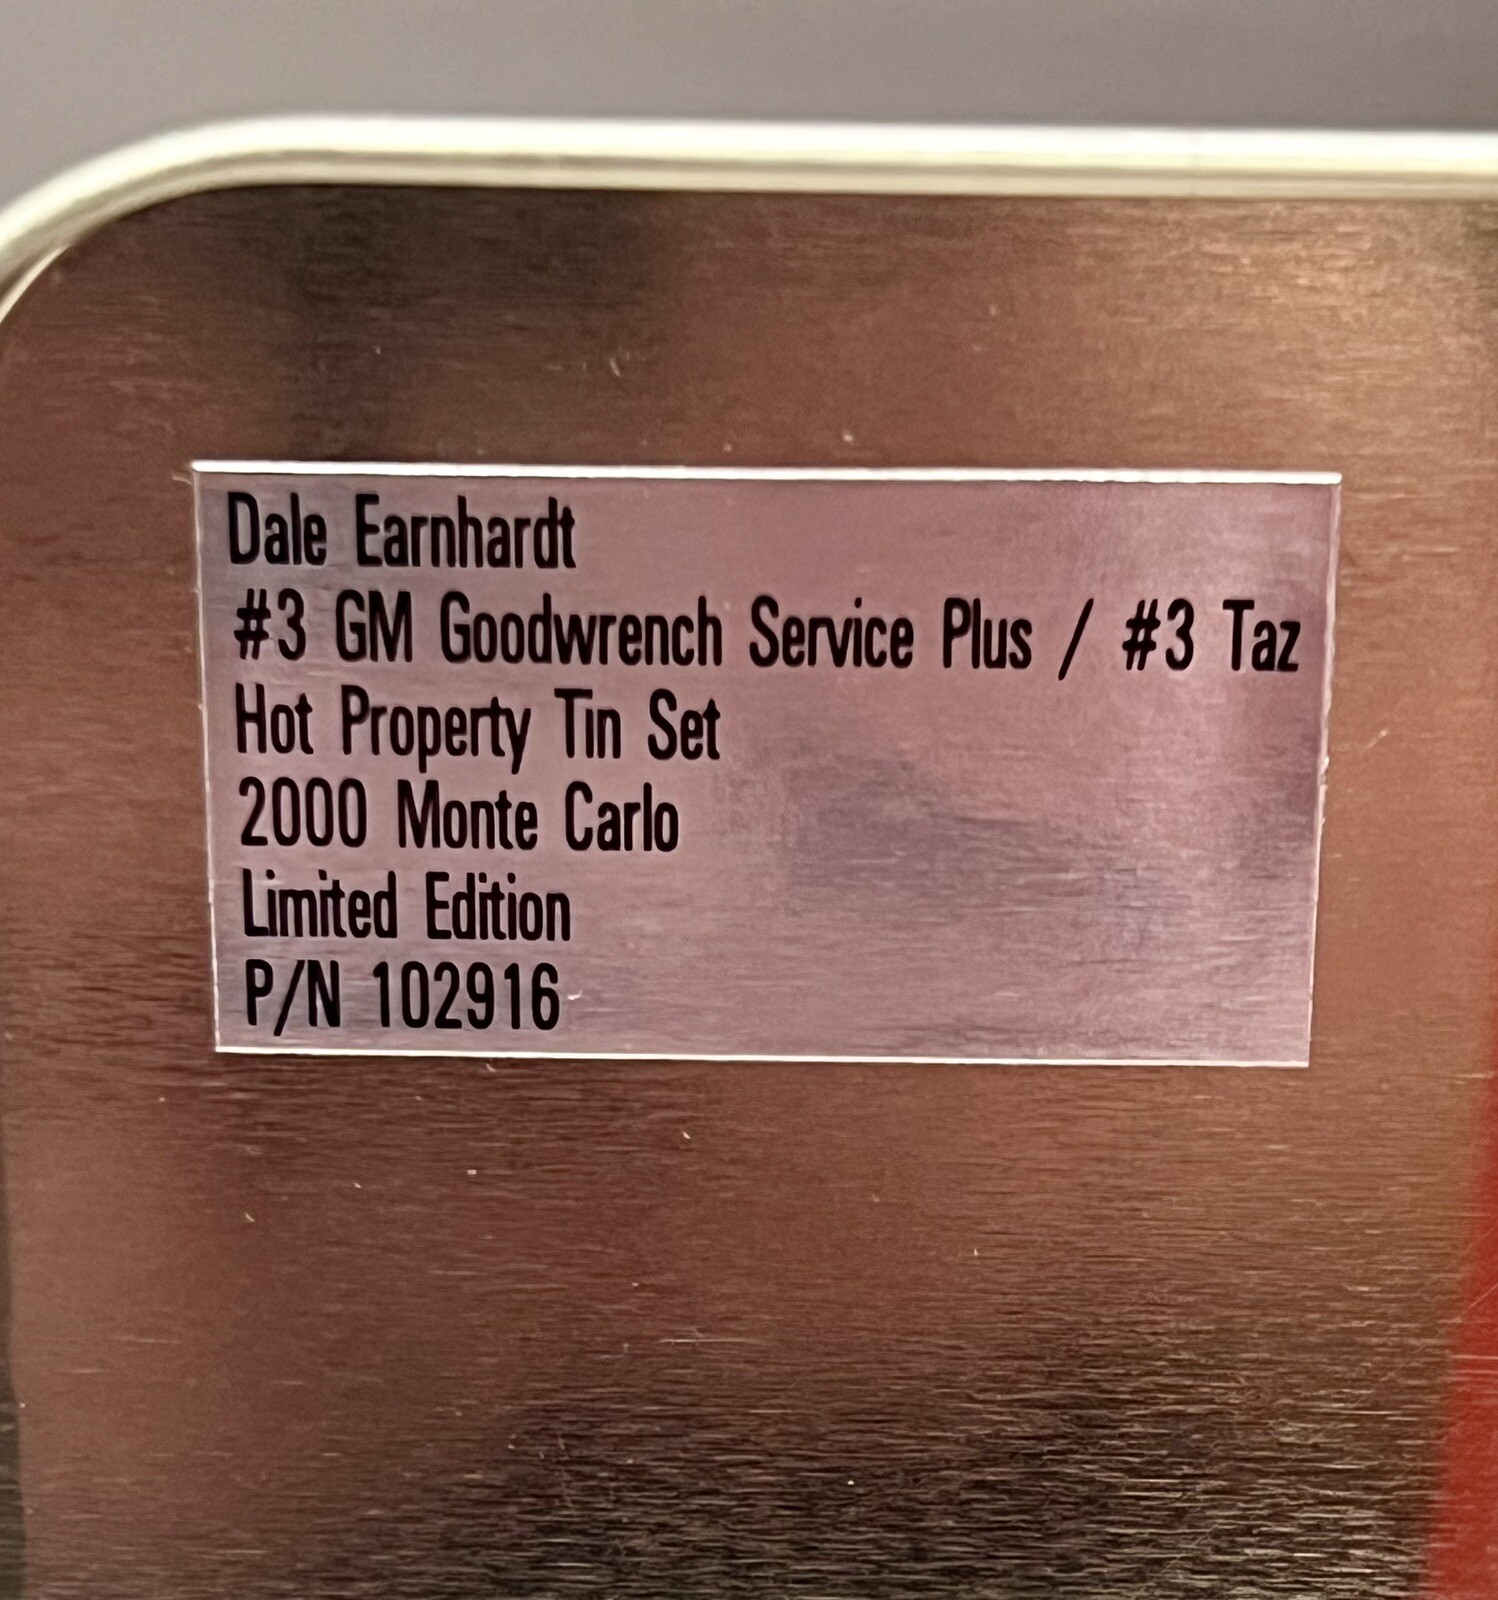 Dale Earnhardt
#3 GM Goodwrench Service Plus / #3 Taz
Hot Property Tin Set
2000 Monte Carlo
Limited Edition
P/N 102916